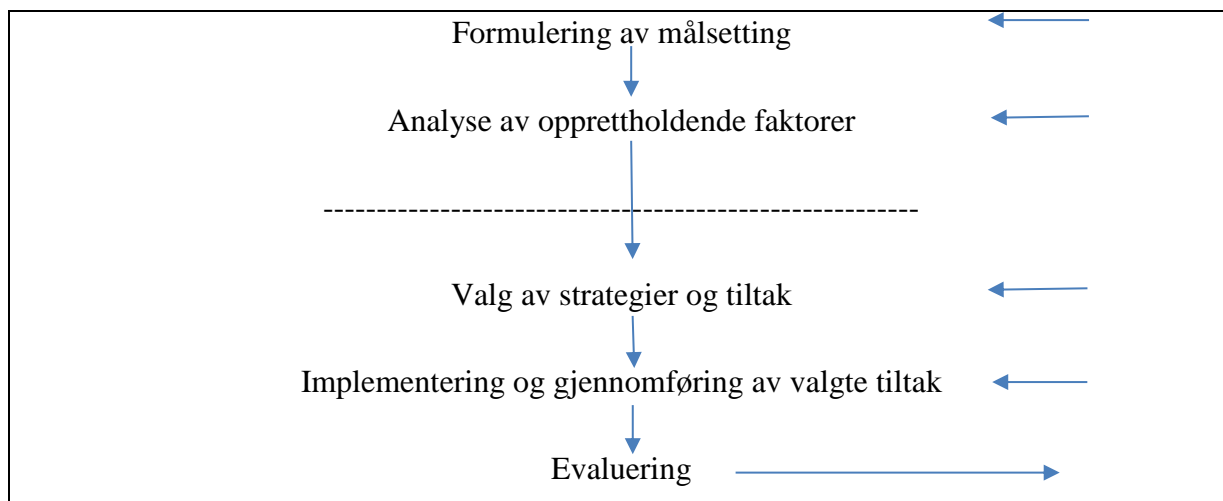 Formulering av målsetting
Analyse av opprettholdende faktorer
--------------------------------------------------------
Valg av strategier og tiltak
Implementering og gjennomføring av valgte tiltak
Evaluering